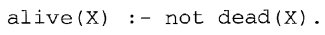 alive(X) :- not dead(X).